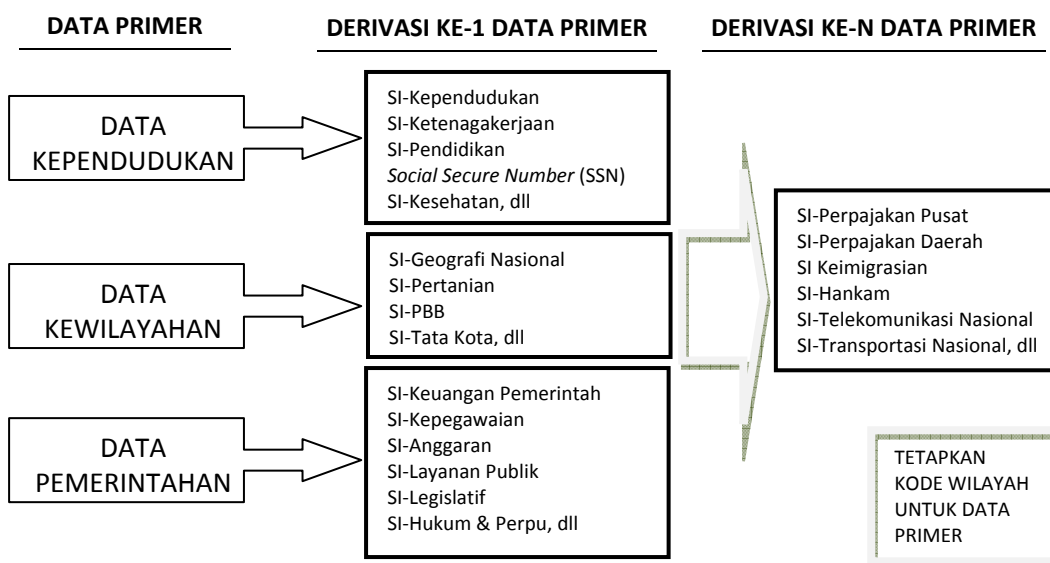 DATA PRIMER
DERIVASI KE-1 DATA PRIMER
DERIVASI KE-N DATA PRIMER
DATA
KEPENDUDUKAN
SI-Kependudukan
SI-Ketenagakerjaan
SI-Pendidikan
Social Secure Number (SSN)
SI-Kesehatan, dll
DATA
KEWILAYAHAN
SI-Geografi Nasional
SI-Pertanian
SI-PBB
SI-Tata Kota, dll
DATA
PEMERINTAHAN
SI-Keuangan Pemerintah
SI-Kepegawaian
SI-Anggaran
SI-Layanan Publik
SI-Legislatif
SI-Hukum & Perpu, dll
SI-Perpajakan Pusat
SI-Perpajakan Daerah
SI Keimigrasian
SI-Hankam
SI-Telekomunikasi Nasional
SI-Transportasi Nasional, dll
TETAPKAN
KODE WILAYAH
UNTUK DATA
PRIMER